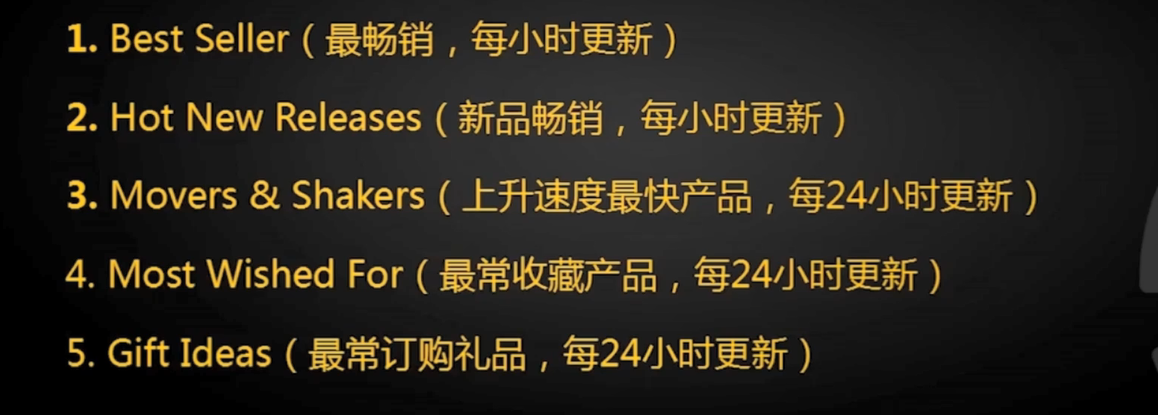 1. Best Seller（最畅销，每小时更新）
2. Hot New Releases（新品畅销，每小时更新）
3. Movers & Shakers（上升速度最快产品，每24小时更新）
4. Most Wished For（最常收藏产品，每24小时更新）
5. Gift Ideas（最常订购礼品，每24小时更新）